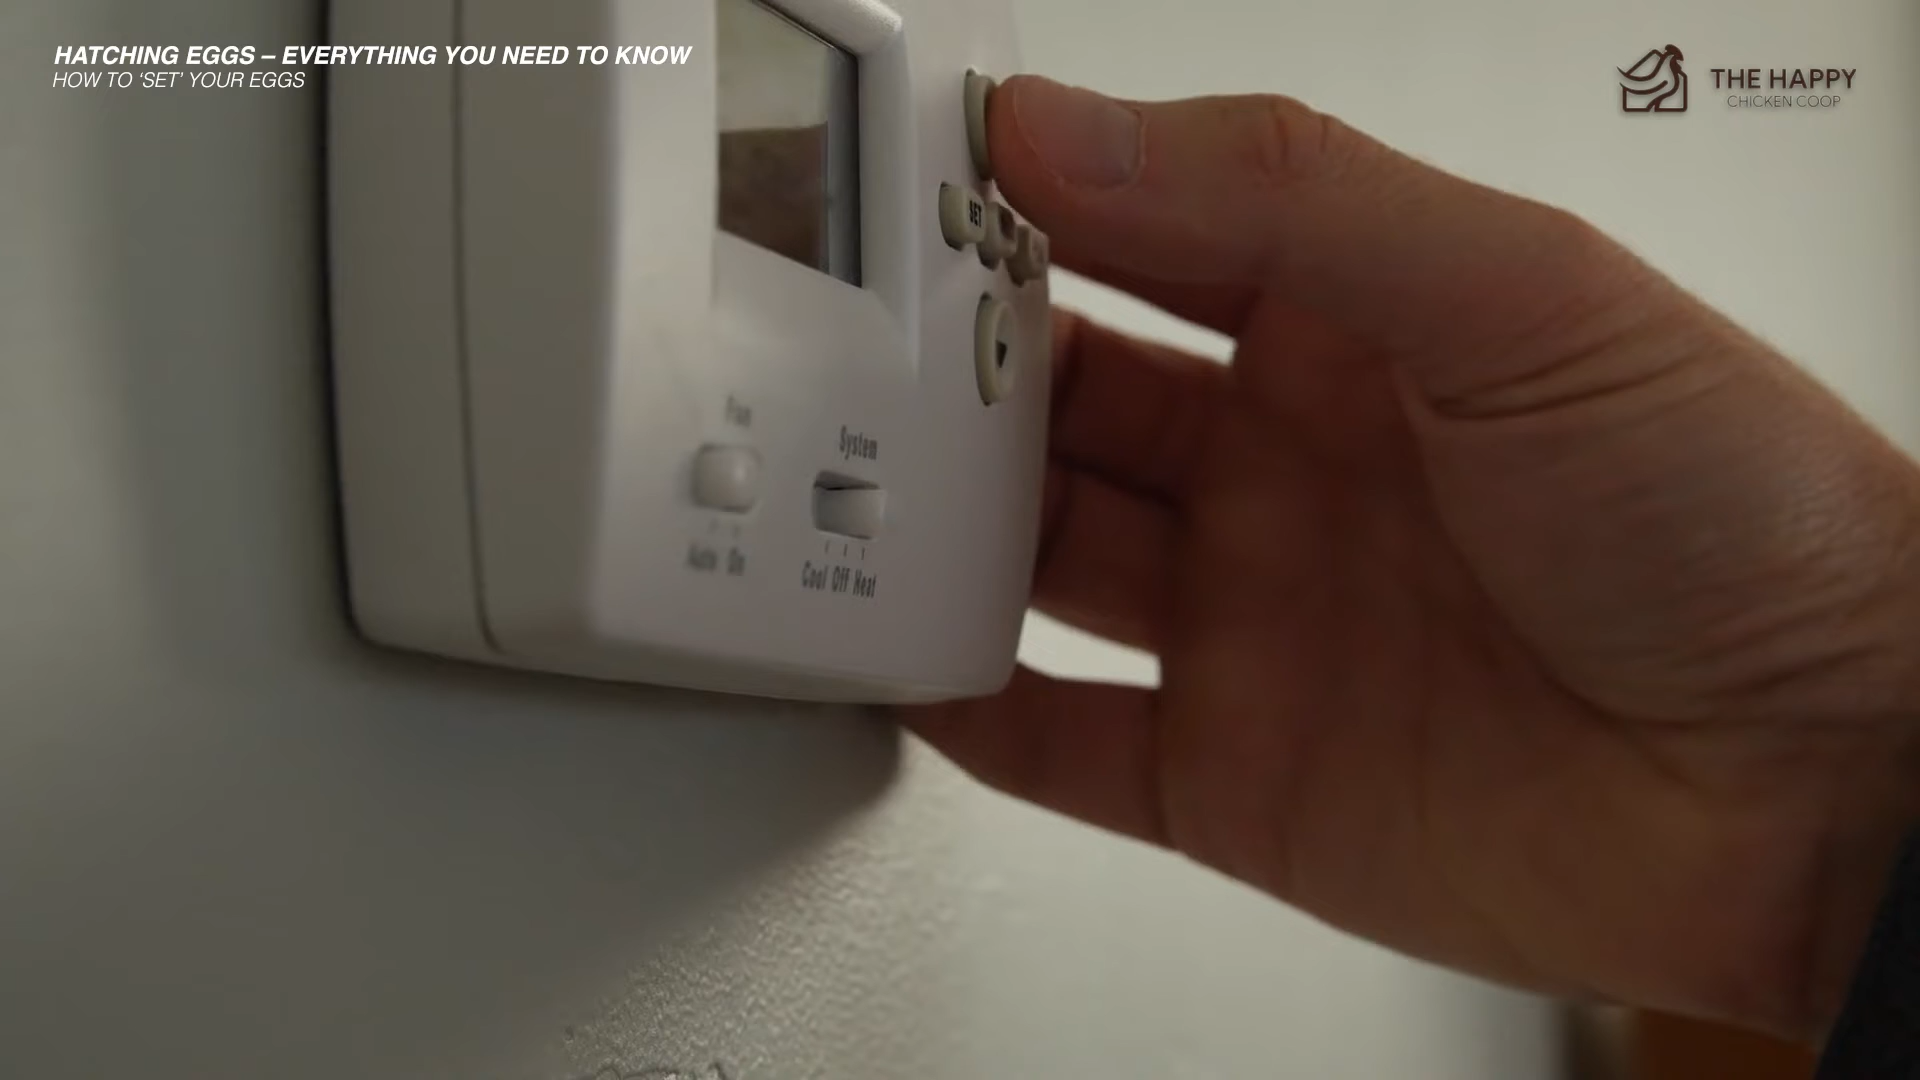 HATCHING EGGS – EVERYTHING YOU NEED TO KNOW
HOW TO ‘SET’ YOUR EGGS
THE HAPPY
CHICKEN COOP
SET
Fan
System
Auto On
Cool Off Heat